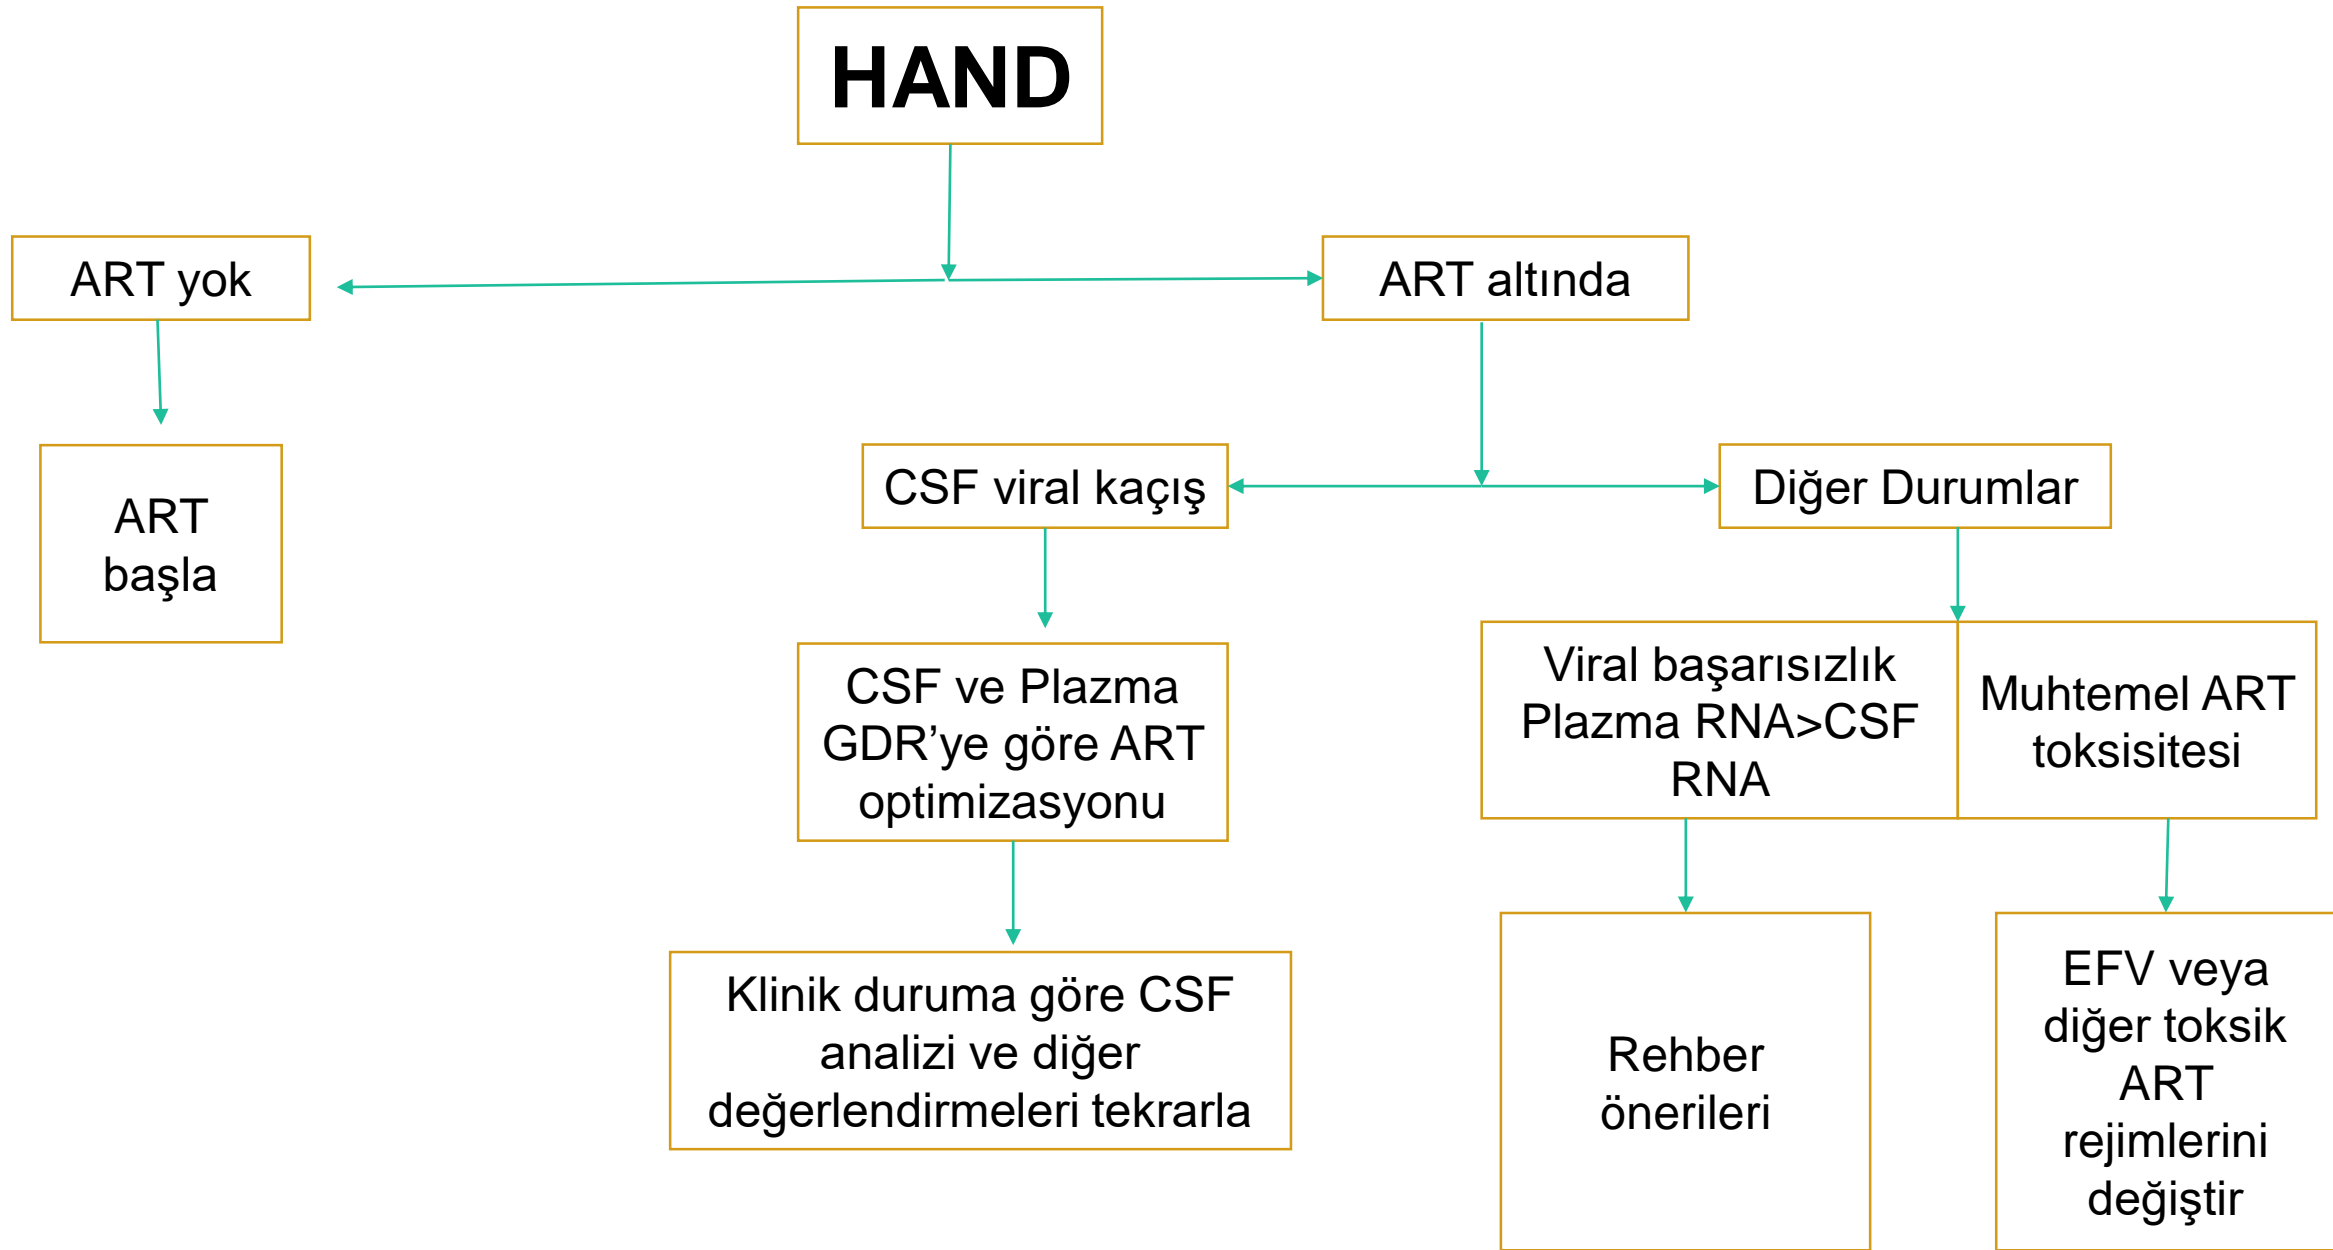 HAND
ART yok
ART altında
ART
başla
CSF viral kaçış
Diğer Durumlar
CSF ve Plazma
GDR’ye göre ART
optimizasyonu
Viral başarısızlık
Plazma RNA>CSF
RNA
Muhtemel ART
toksisitesi
Klinik duruma göre CSF
analizi ve diğer
değerlendirmeleri tekrarla
Rehber
önerileri
EFV veya
diğer toksik
ART
rejimlerini
değiştir